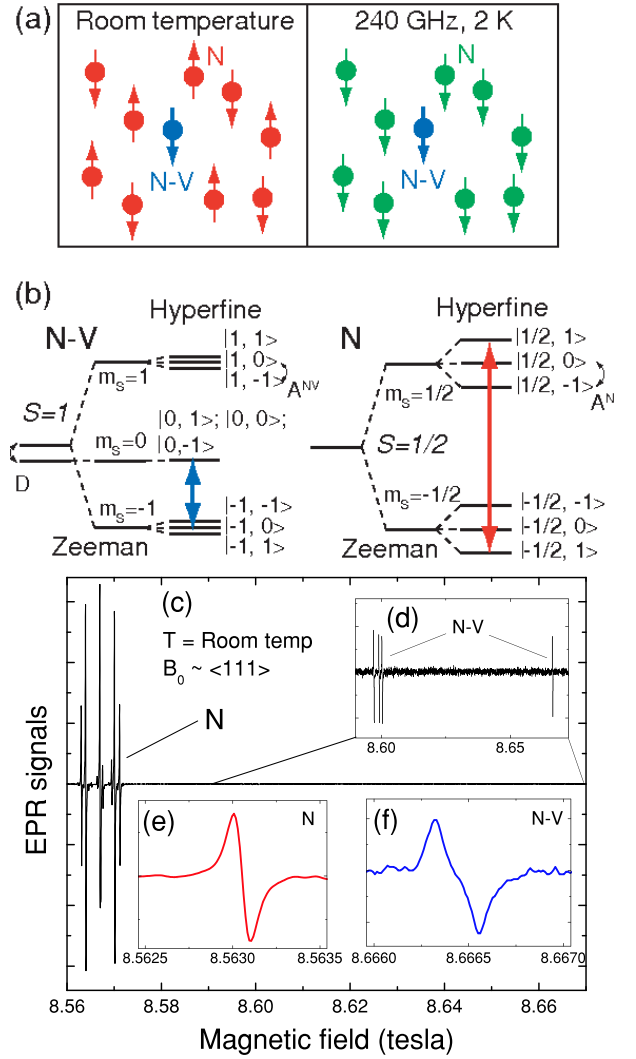 (a)
Room temperature
240 GHz, 2 K
N
N
N-V
N-V
(b)
N-V
Hyperfine
|1, 1>
|1, 0>
|1, -1>
A^NV
m_S=1
S=1
m_S=0
|0, 1>; |0, 0>;
|0,-1>
D
m_S=-1
|-1, -1>
|-1, 0>
|-1, 1>
Zeeman
N
Hyperfine
|1/2, 1>
|1/2, 0>
|1/2, -1>
A^N
m_S=1/2
S=1/2
m_S=-1/2
|-1/2, -1>
|-1/2, 0>
|-1/2, 1>
Zeeman
(c)
T = Room temp
B_0 ~ <111>
N
(d)
N-V
8.60
8.65
(e)
N
8.5625
8.5630
8.5635
(f)
N-V
8.6660
8.6665
8.6670
EPR signals
8.56
8.58
8.60
8.62
8.64
8.66
Magnetic field (tesla)